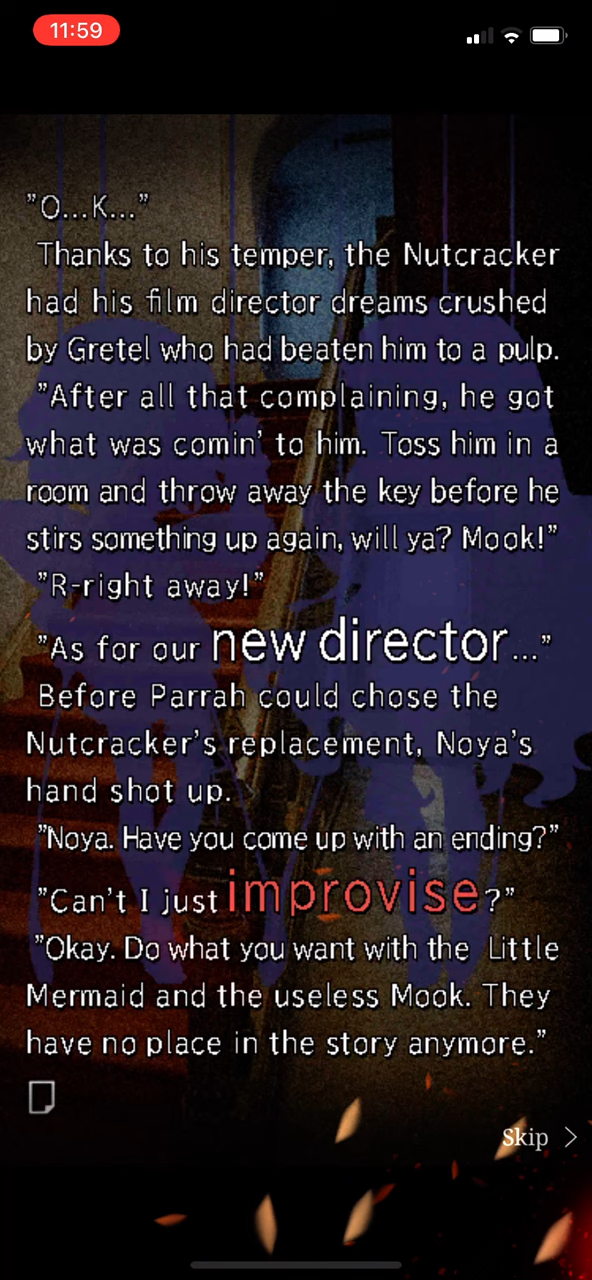 11:59
"O...K..."
Thanks to his temper, the Nutcracker
had his film director dreams crushed
by Gretel who had beaten him to a pulp.
"After all that complaining, he got
what was comin' to him. Toss him in a
room and throw away the key before he
stirs something up again, will ya? Mook!"
"R-right away!"
"As for our new director..."
Before Parrah could chose the
Nutcracker's replacement, Noya's
hand shot up.
"Noya. Have you come up with an ending?"
"Can't I just improvise?"
"Okay. Do what you want with the Little
Mermaid and the useless Mook. They
have no place in the story anymore."
Skip >